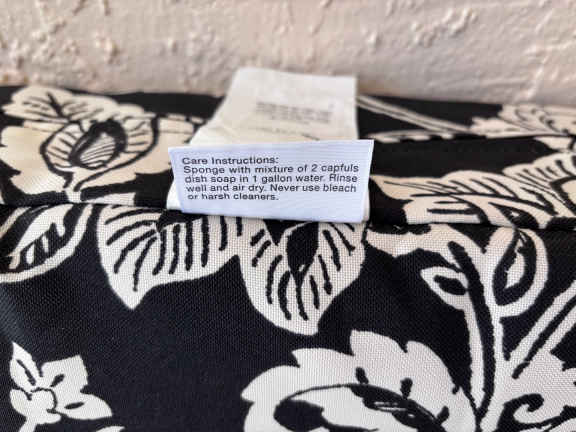 Care Instructions:
Sponge with mixture of 2 capfuls
dish soap in 1 gallon water. Rinse
well and air dry. Never use bleach
or harsh cleaners.